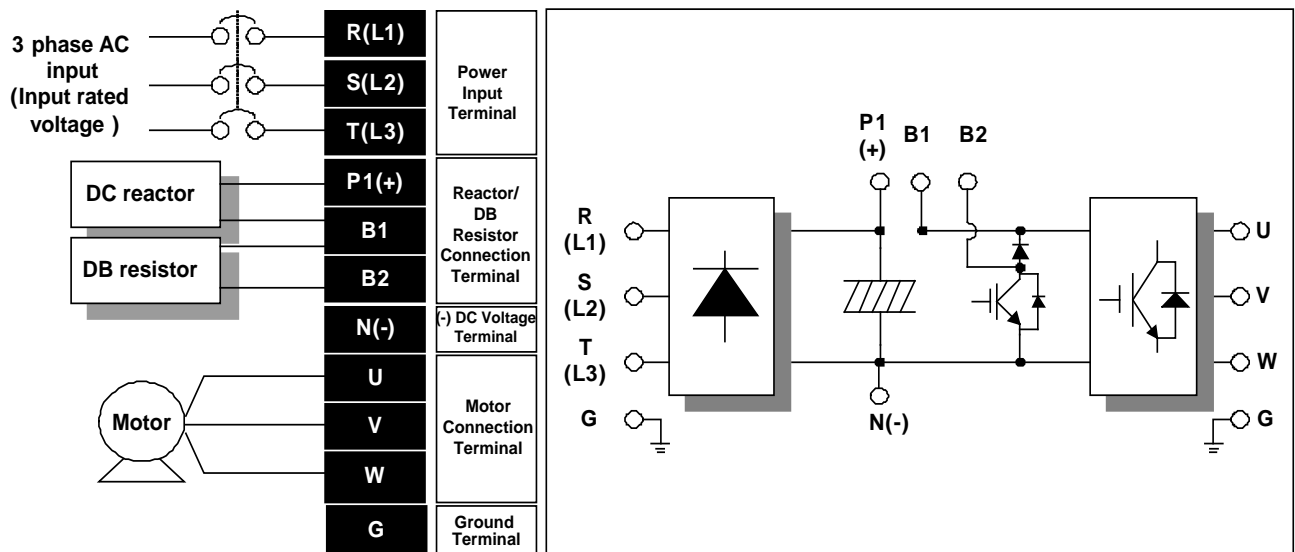 3 phase AC
input
(Input rated
voltage )
R(L1)
S(L2)
T(L3)
Power
Input
Terminal
DC reactor
DB resistor
P1(+)
B1
B2
Reactor/
DB
Resistor
Connection
Terminal
N(-)
(-) DC Voltage
Terminal
Motor
U
V
W
Motor
Connection
Terminal
G
Ground
Terminal
P1
(+)
B1
B2
R
(L1)
S
(L2)
T
(L3)
G
N(-)
U
V
W
G